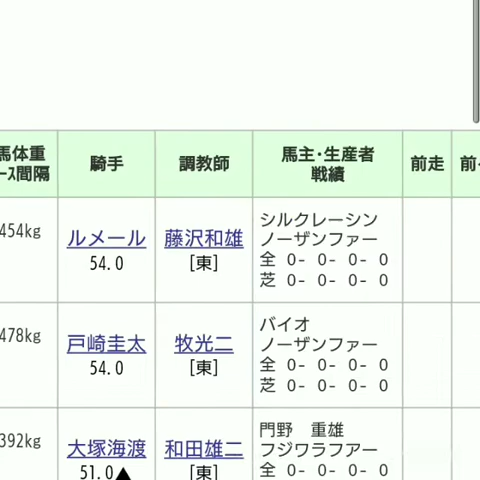 馬体重 騎手 調教師 馬主･生産者 前走
ｰｽ間隔 戦績
454kg ルメール 藤沢和雄 シルクレーシン
54.0 [東] ノーザンファー
全 0- 0- 0- 0
芝 0- 0- 0- 0
478kg 戸崎圭太 牧光二 バイオ
54.0 [東] ノーザンファー
全 0- 0- 0- 0
芝 0- 0- 0- 0
392kg 大塚海渡 和田雄二 門野 重雄
51.0▲ [東] フジワラフアー
全 0- 0- 0- 0